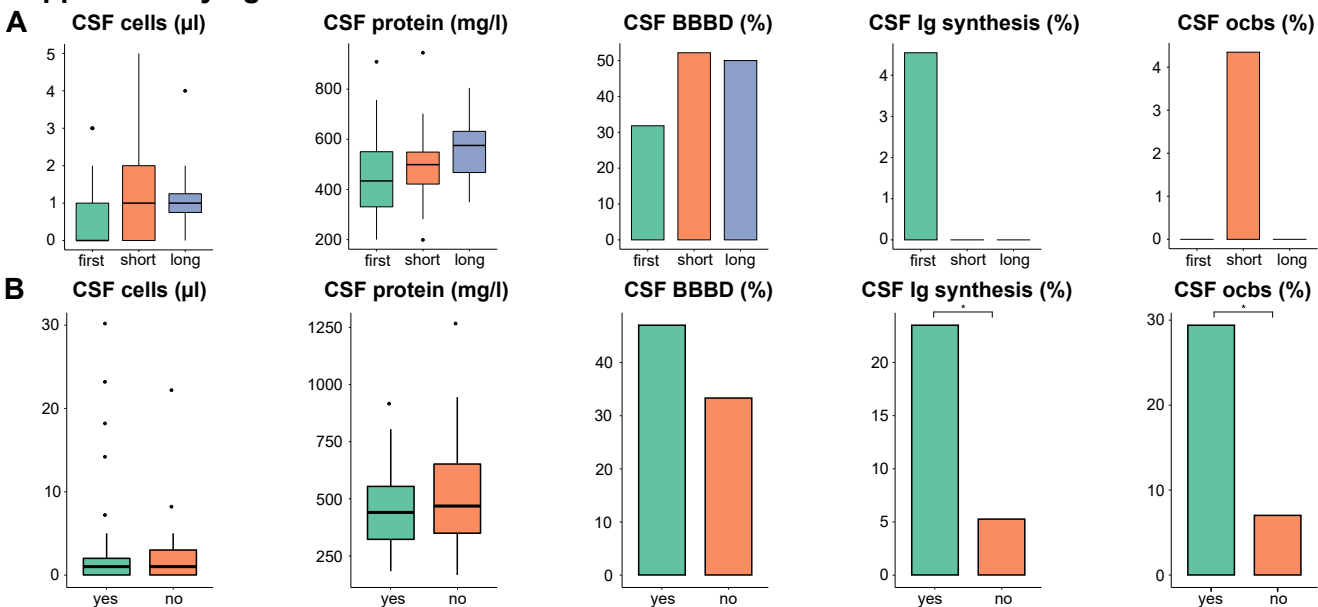 A
CSF cells (µl)
5
4
3
2
1
0
first short long
CSF protein (mg/l)
800
600
400
200
first short long
CSF BBBD (%)
50
40
30
20
10
0
first short long
CSF Ig synthesis (%)
4
3
2
1
0
first short long
CSF ocbs (%)
4
3
2
1
0
first short long
B
CSF cells (µl)
30
20
10
0
yes no
CSF protein (mg/l)
1250
1000
750
500
250
yes no
CSF BBBD (%)
40
30
20
10
0
yes no
CSF Ig synthesis (%)
*
20
15
10
5
0
yes no
CSF ocbs (%)
*
30
20
10
0
yes no